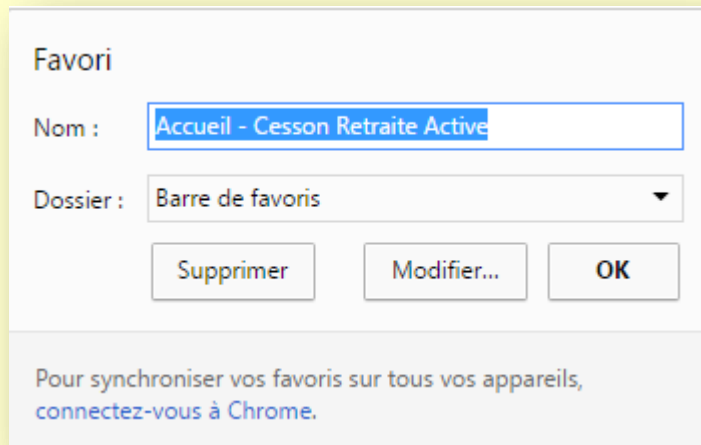 Favori
Nom : Accueil - Cesson Retraite Active
Dossier : Barre de favoris
Supprimer Modifier... OK
Pour synchroniser vos favoris sur tous vos appareils,
connectez-vous à Chrome.